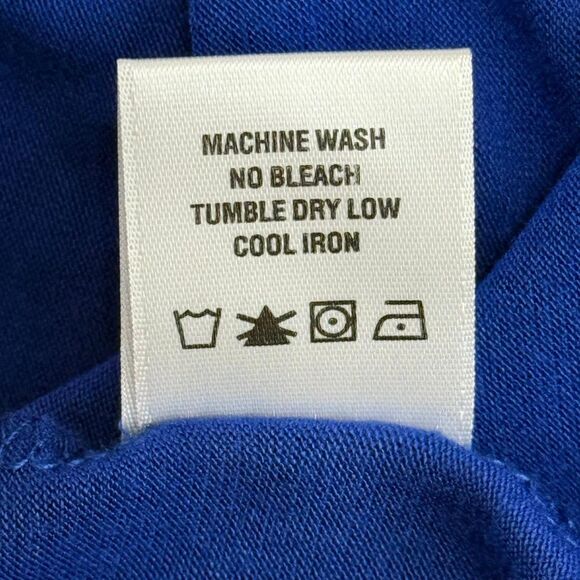 MACHINE WASH
NO BLEACH
TUMBLE DRY LOW
COOL IRON